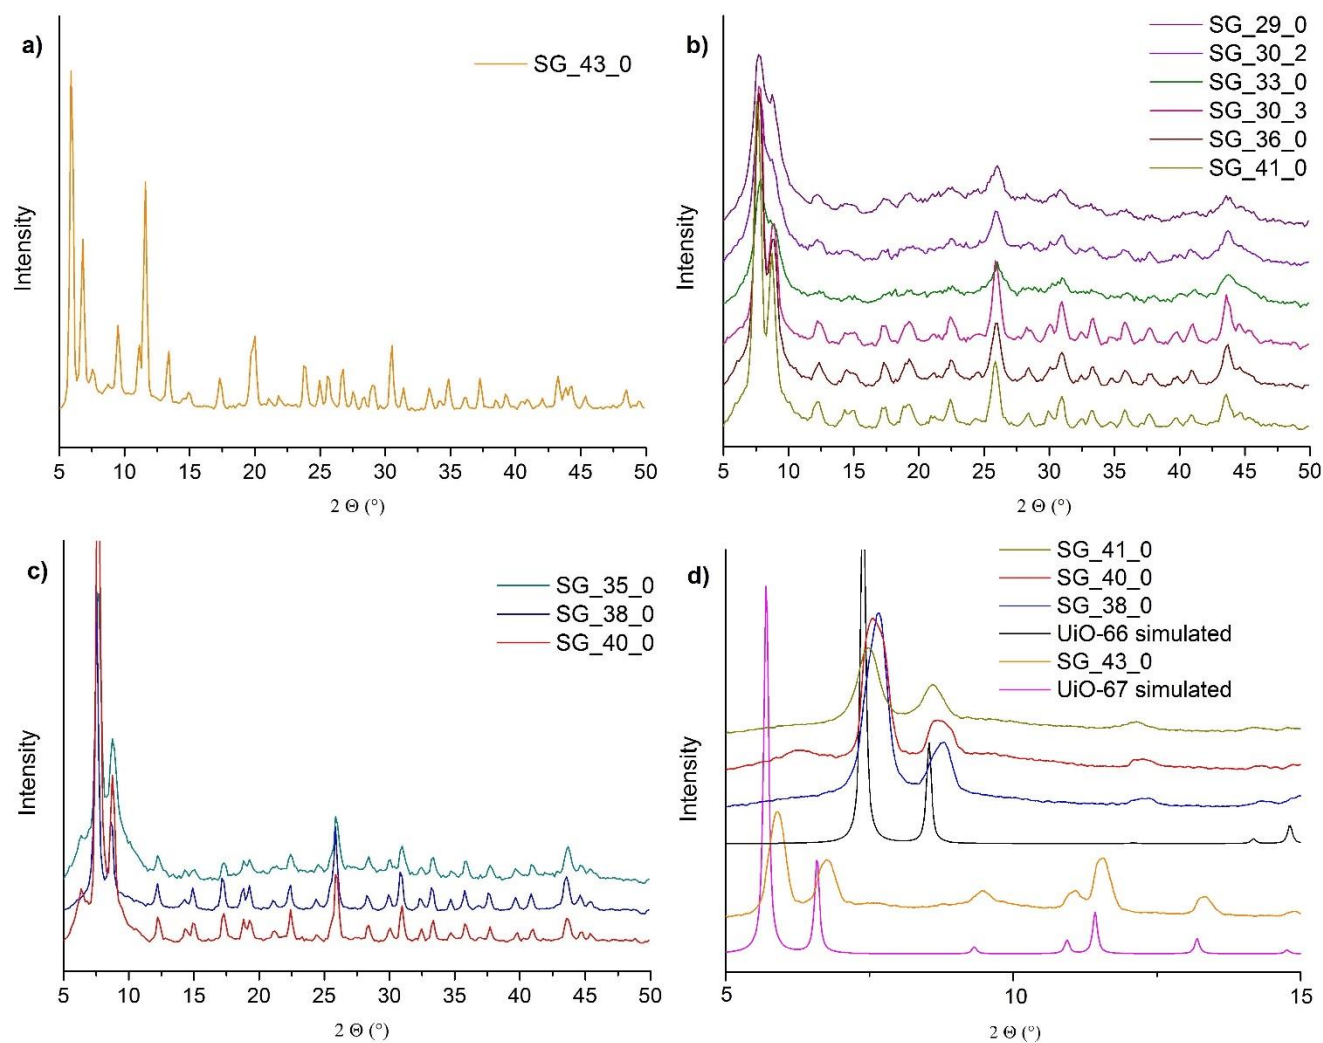 a)
SG_43_0
Intensity
5 10 15 20 25 30 35 40 45 50
2 Θ (°)
b)
SG_29_0
SG_30_2
SG_33_0
SG_30_3
SG_36_0
SG_41_0
Intensity
5 10 15 20 25 30 35 40 45 50
2 Θ (°)
c)
SG_35_0
SG_38_0
SG_40_0
Intensity
5 10 15 20 25 30 35 40 45 50
2 Θ (°)
d)
SG_41_0
SG_40_0
SG_38_0
UiO-66 simulated
SG_43_0
UiO-67 simulated
Intensity
5 10 15
2 Θ (°)